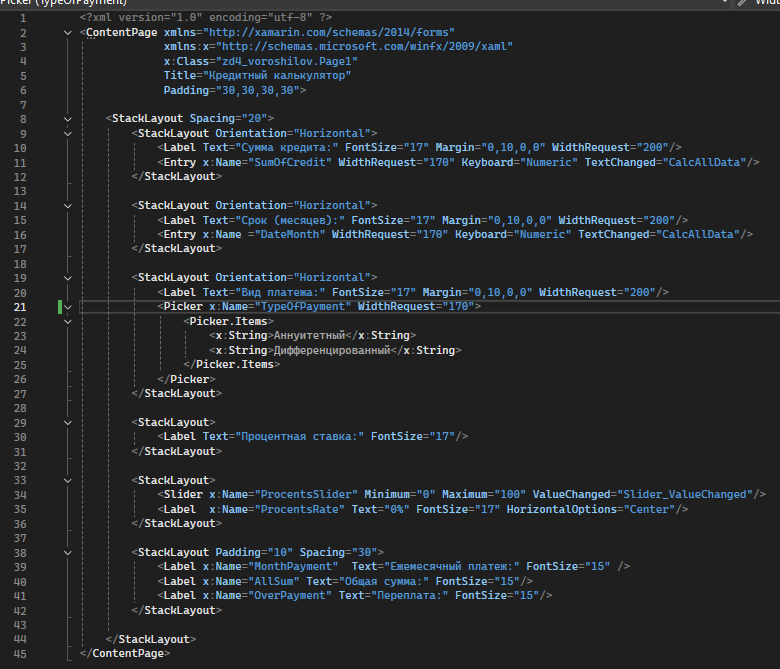 Picker (TypeOfPayment)
1 <?xml version="1.0" encoding="utf-8" ?>
2 <ContentPage xmlns="http://xamarin.com/schemas/2014/forms"
3 xmlns:x="http://schemas.microsoft.com/winfx/2009/xaml"
4 x:Class="zd4_voroshilov.Page1"
5 Title="Кредитный калькулятор"
6 Padding="30,30,30,30">
7
8 <StackLayout Spacing="20">
9 <StackLayout Orientation="Horizontal">
10 <Label Text="Сумма кредита:" FontSize="17" Margin="0,10,0,0" WidthRequest="200"/>
11 <Entry x:Name="SumOfCredit" WidthRequest="170" Keyboard="Numeric" TextChanged="CalcAllData"/>
12 </StackLayout>
13
14 <StackLayout Orientation="Horizontal">
15 <Label Text="Срок (месяцев):" FontSize="17" Margin="0,10,0,0" WidthRequest="200"/>
16 <Entry x:Name ="DateMonth" WidthRequest="170" Keyboard="Numeric" TextChanged="CalcAllData"/>
17 </StackLayout>
18
19 <StackLayout Orientation="Horizontal">
20 <Label Text="Вид платежа:" FontSize="17" Margin="0,10,0,0" WidthRequest="200"/>
21 <Picker x:Name="TypeOfPayment" WidthRequest="170">
22 <Picker.Items>
23 <x:String>Аннуитетный</x:String>
24 <x:String>Дифференцированный</x:String>
25 </Picker.Items>
26 </Picker>
27 </StackLayout>
28
29 <StackLayout>
30 <Label Text="Процентная ставка:" FontSize="17"/>
31 </StackLayout>
32
33 <StackLayout>
34 <Slider x:Name="ProcentsSlider" Minimum="0" Maximum="100" ValueChanged="Slider_ValueChanged"/>
35 <Label  x:Name="ProcentsRate" Text="0%" FontSize="17" HorizontalOptions="Center"/>
36 </StackLayout>
37
38 <StackLayout Padding="10" Spacing="30">
39 <Label x:Name="MonthPayment"  Text="Ежемесячный платеж:" FontSize="15" />
40 <Label x:Name="AllSum" Text="Общая сумма:" FontSize="15"/>
41 <Label x:Name="OverPayment" Text="Переплата:" FontSize="15"/>
42 </StackLayout>
43
44 </StackLayout>
45 </ContentPage>